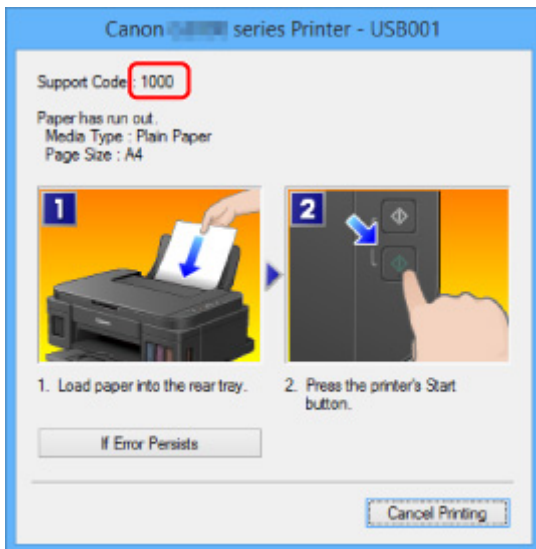 Canon series Printer - USB001
Support Code : 1000
Paper has run out.
Media Type : Plain Paper
Page Size : A4
1
2
1. Load paper into the rear tray.
2. Press the printer's Start
button.
If Error Persists
Cancel Printing